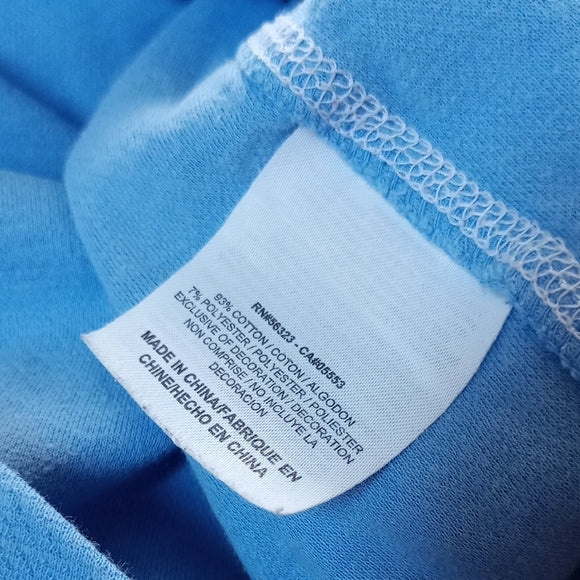 RN#56323 - CA#05553
93% COTTON / COTON / ALGODON
7% POLYESTER / POLYESTER / POLIESTER
EXCLUSIVE OF DECORATION / DECORATION
NON COMPRISE / NO INCLUYE LA
DECORACION
MADE IN CHINA/FABRIQUE EN
CHINE/HECHO EN CHINA